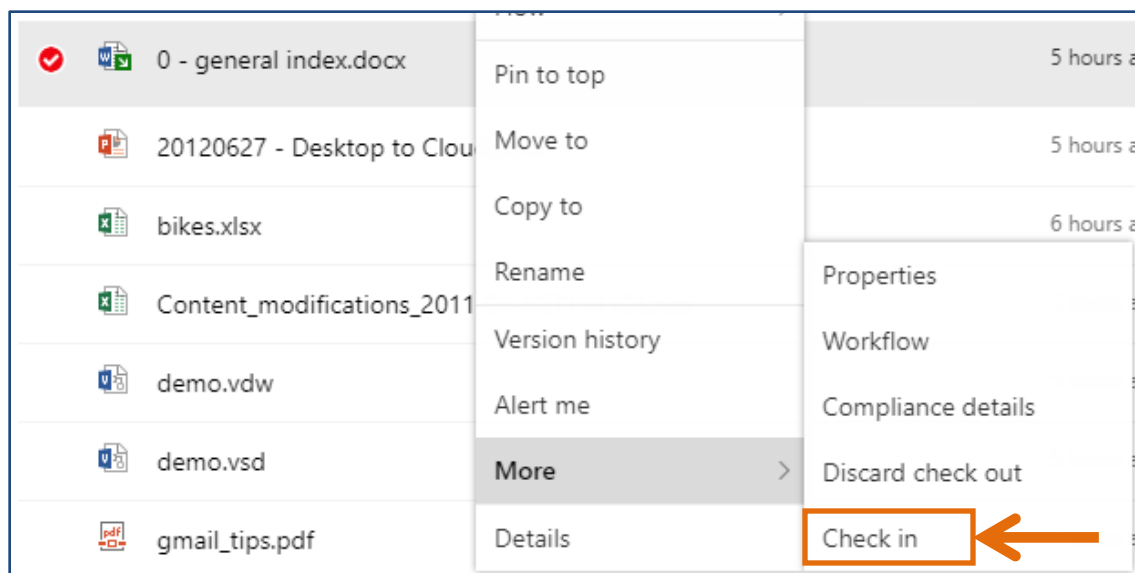 0 - general index.docx
5 hours a
Pin to top
20120627 - Desktop to Clou
Move to
5 hours a
bikes.xlsx
Copy to
6 hours a
Rename
Properties
Content_modifications_2011
Version history
Workflow
demo.vdw
Alert me
Compliance details
demo.vsd
More
Discard check out
gmail_tips.pdf
Details
Check in